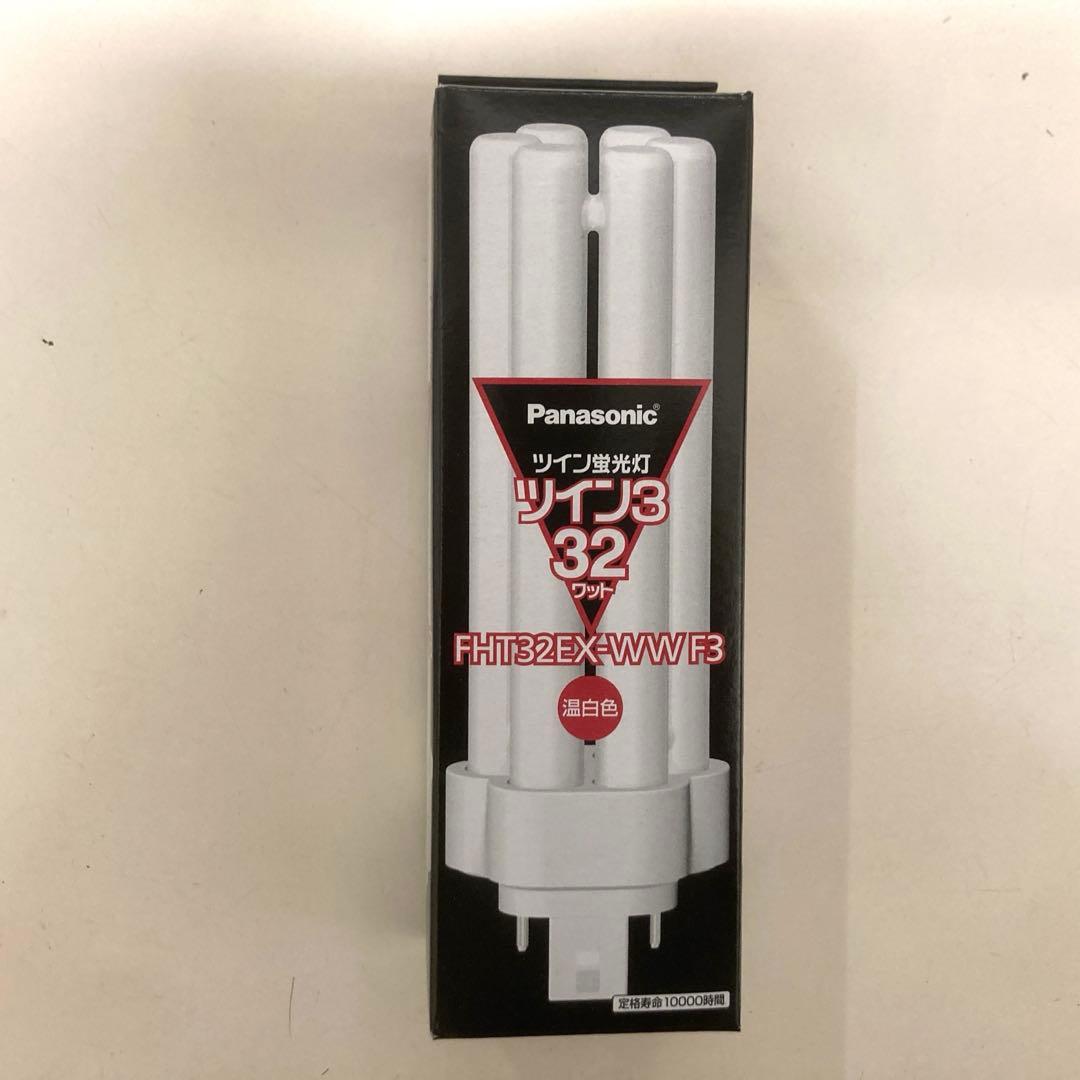 Panasonic®
ツイン蛍光灯
ツイン3
32
ワット
FHT32EX-WW F3
温白色
定格寿命10000時間